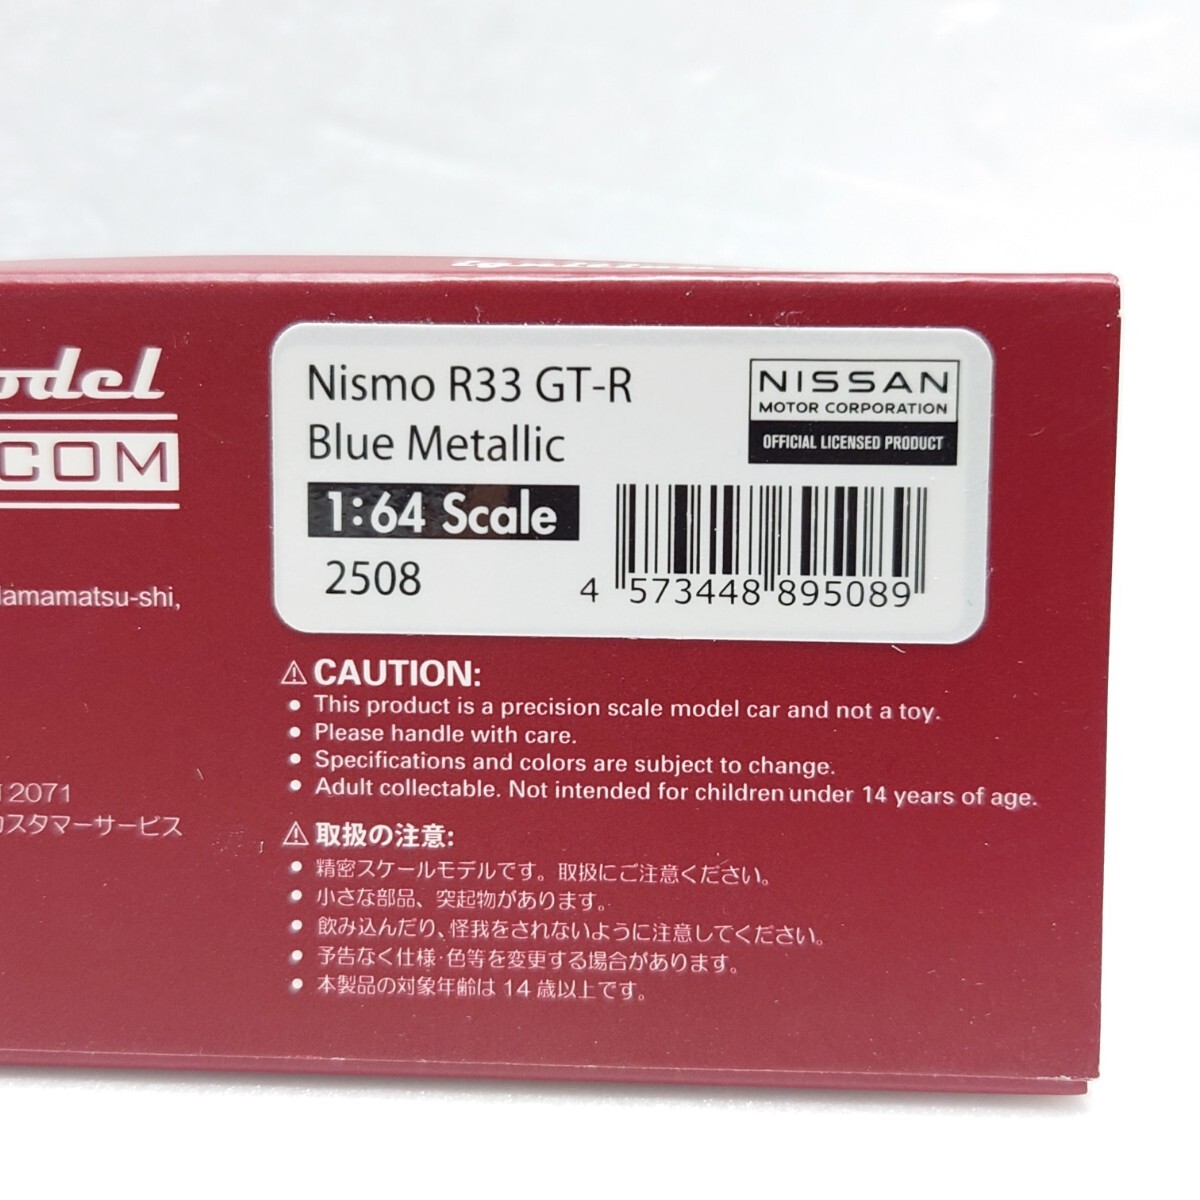 Nismo R33 GT-R
Blue Metallic
1:64 Scale
2508
NISSAN
MOTOR CORPORATION
OFFICIAL LICENSED PRODUCT
4 573448 895089
COM
2071
カスタマーサービス
⚠ CAUTION:
• This product is a precision scale model car and not a toy.
• Please handle with care.
• Specifications and colors are subject to change.
• Adult collectable. Not intended for children under 14 years of age.
⚠ 取扱の注意:
• 精密スケールモデルです。取扱にご注意ください。
• 小さな部品、突起物があります。
• 飲み込んだり、怪我をされないように注意してください。
• 予告なく仕様・色等を変更する場合があります。
• 本製品の対象年齢は14歳以上です。